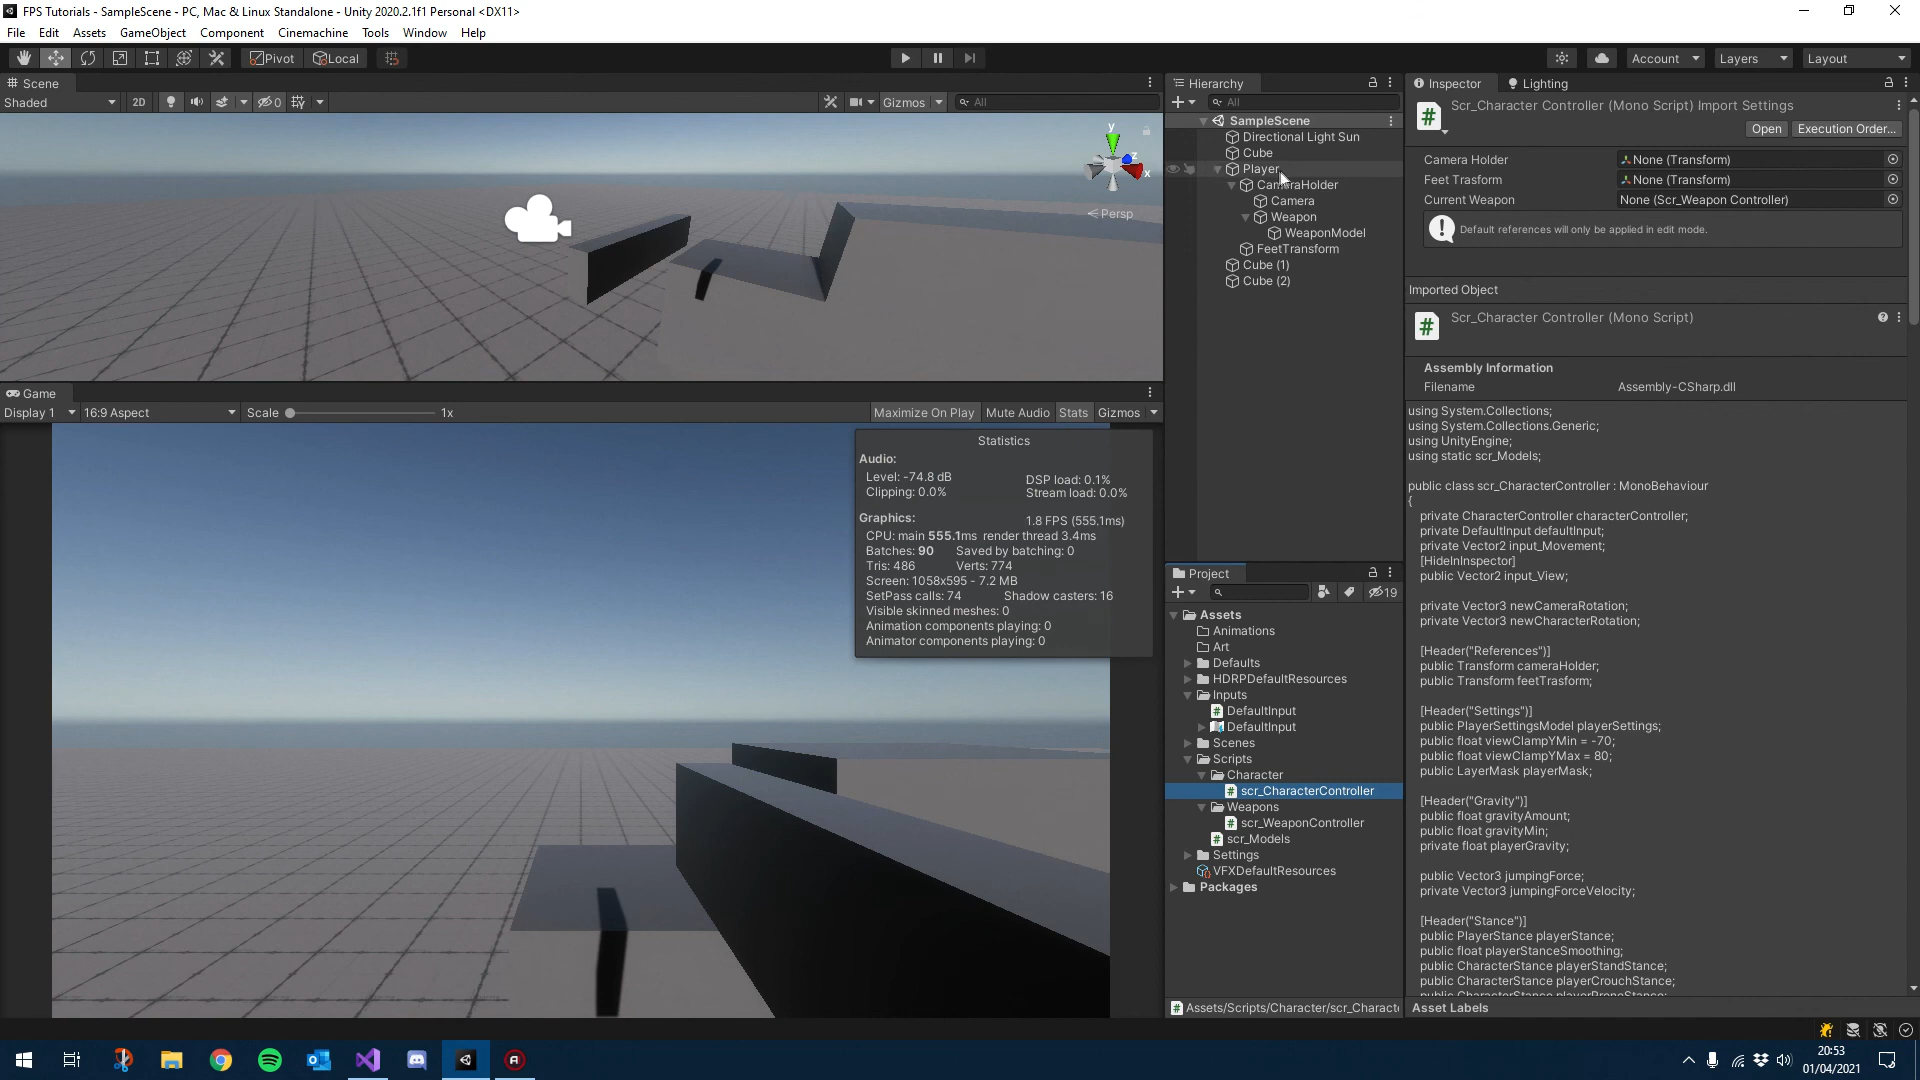 FPS Tutorials - SampleScene - PC, Mac & Linux Standalone - Unity 2020.2.1f1 Personal <DX11>
File Edit Assets GameObject Component Cinemachine Tools Window Help
Pivot Local Account Layers Layout
Scene
Shaded 2D 0 Gizmos All
y
z
x
Persp
Game
Display 1 16:9 Aspect Scale 1x Maximize On Play Mute Audio Stats Gizmos
Statistics
Audio:
Level: -74.8 dB DSP load: 0.1%
Clipping: 0.0% Stream load: 0.0%
Graphics: 1.8 FPS (555.1ms)
CPU: main 555.1ms render thread 3.4ms
Batches: 90 Saved by batching: 0
Tris: 486 Verts: 774
Screen: 1058x595 - 7.2 MB
SetPass calls: 74 Shadow casters: 16
Visible skinned meshes: 0
Animation components playing: 0
Animator components playing: 0
Hierarchy
All
SampleScene
Directional Light Sun
Cube
Player
CameraHolder
Camera
Weapon
WeaponModel
FeetTransform
Cube (1)
Cube (2)
Project
19
Assets
Animations
Art
Defaults
HDRPDefaultResources
Inputs
DefaultInput
DefaultInput
Scenes
Scripts
Character
scr_CharacterController
Weapons
scr_WeaponController
scr_Models
Settings
VFXDefaultResources
Packages
Assets/Scripts/Character/scr_Charact
Inspector Lighting
Scr_Character Controller (Mono Script) Import Settings
Open Execution Order...
Camera Holder None (Transform)
Feet Trasform None (Transform)
Current Weapon None (Scr_Weapon Controller)
Default references will only be applied in edit mode.
Imported Object
Scr_Character Controller (Mono Script)
Assembly Information
Filename Assembly-CSharp.dll
using System.Collections;
using System.Collections.Generic;
using UnityEngine;
using static scr_Models;
public class scr_CharacterController : MonoBehaviour
{
private CharacterController characterController;
private DefaultInput defaultInput;
private Vector2 input_Movement;
[HideInInspector]
public Vector2 input_View;
private Vector3 newCameraRotation;
private Vector3 newCharacterRotation;
[Header("References")]
public Transform cameraHolder;
public Transform feetTrasform;
[Header("Settings")]
public PlayerSettingsModel playerSettings;
public float viewClampYMin = -70;
public float viewClampYMax = 80;
public LayerMask playerMask;
[Header("Gravity")]
public float gravityAmount;
public float gravityMin;
private float playerGravity;
public Vector3 jumpingForce;
private Vector3 jumpingForceVelocity;
[Header("Stance")]
public PlayerStance playerStance;
public float playerStanceSmoothing;
public CharacterStance playerStandStance;
public CharacterStance playerCrouchStance;
public CharacterStance playerProneStance;
Asset Labels
20:53
01/04/2021